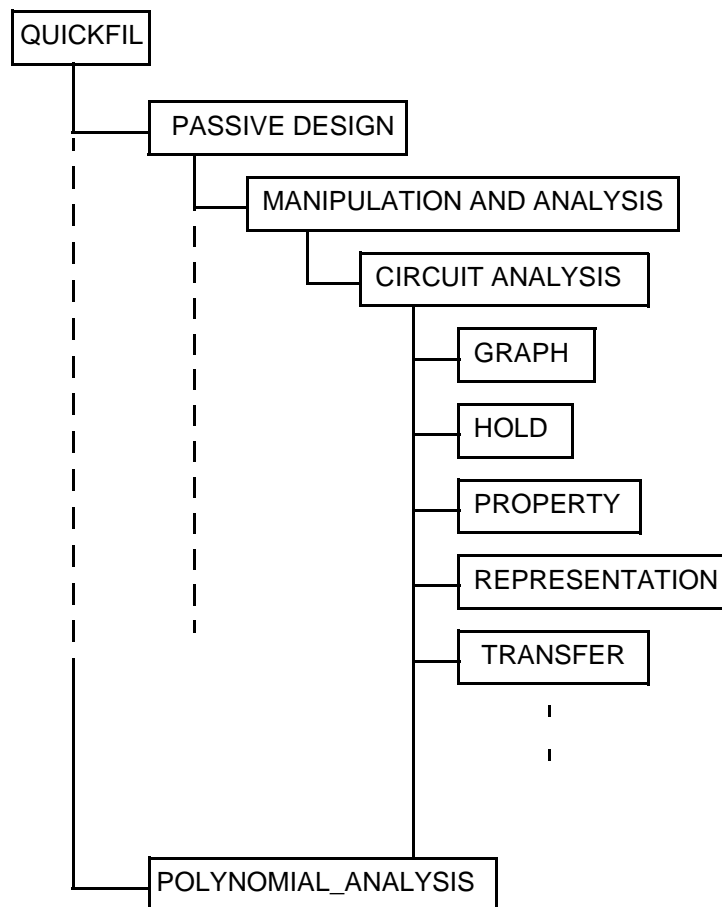 QUICKFIL
PASSIVE DESIGN
MANIPULATION AND ANALYSIS
CIRCUIT ANALYSIS
GRAPH
HOLD
PROPERTY
REPRESENTATION
TRANSFER
POLYNOMIAL_ANALYSIS